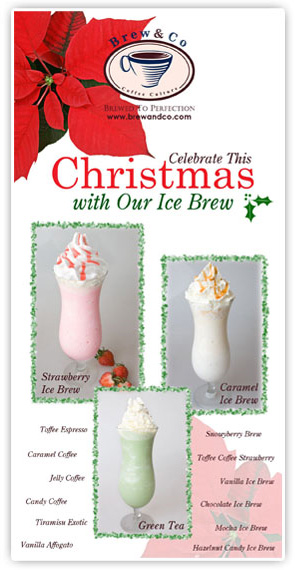 Brew & Co
Coffee Culture
BREWED TO PERFECTION
www.brewandco.com
Celebrate This
Christmas
with Our Ice Brew
Strawberry
Ice Brew
Caramel
Ice Brew
Green Tea
Toffee Espresso
Caramel Coffee
Jelly Coffee
Candy Coffee
Tiramisu Exotic
Vanilla Affogato
Snowyberry Brew
Toffee Coffee Strawberry
Vanilla Ice Brew
Chocolate Ice Brew
Mocha Ice Brew
Hazelnut Candy Ice Brew